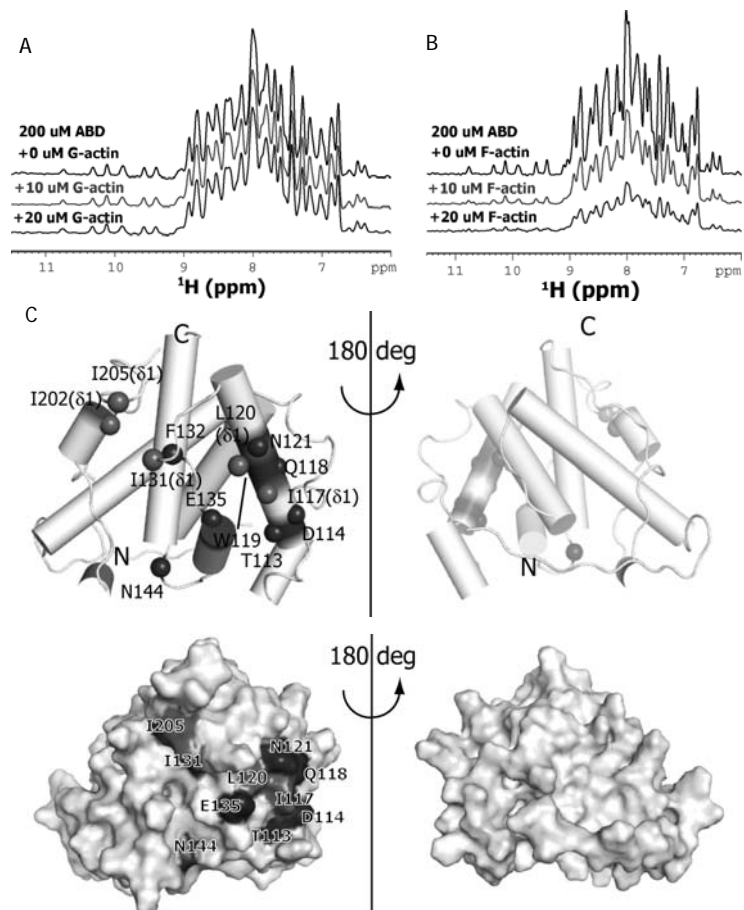 A
200 uM ABD
+0 uM G-actin
+10 uM G-actin
+20 uM G-actin
11 10 9 8 7 ppm
¹H (ppm)
B
200 uM ABD
+0 uM F-actin
+10 uM F-actin
+20 uM F-actin
11 10 9 8 7 ppm
¹H (ppm)
C
C
I205(δ1)
I202(δ1)
F132
L120
(δ1)
N121
Q118
I131(δ1)
E135
I117(δ1)
W119
D114
T113
N
N144
180 deg
C
N
I205
I131
N121
L120
Q118
E135
I117
D114
T113
N144
180 deg